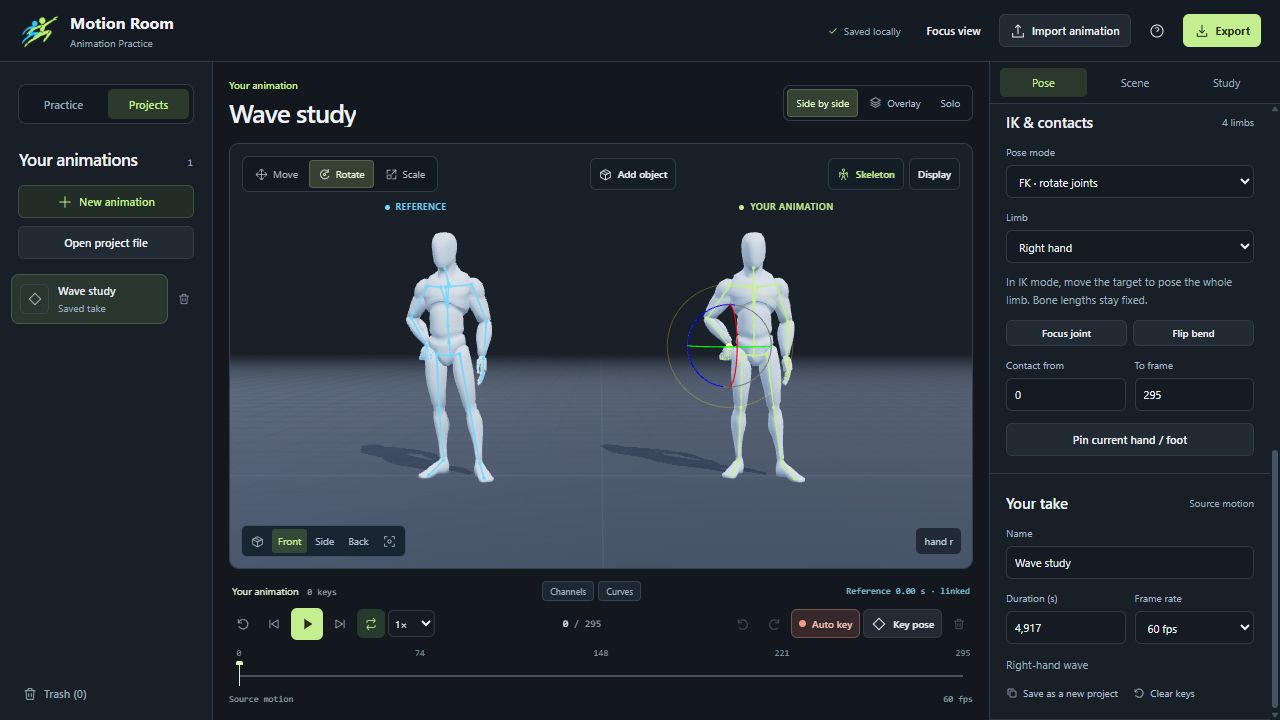 Motion Room
Animation Practice
Saved locally
Focus view
Import animation
Export
Practice
Projects
Your animations
1
New animation
Open project file
Wave study
Saved take
Trash (0)
Your animation
Wave study
Side by side
Overlay
Solo
Move
Rotate
Scale
Add object
Skeleton
Display
REFERENCE
YOUR ANIMATION
Front
Side
Back
hand r
Your animation 0 keys
Channels
Curves
Reference 0.00 s · linked
1×
0 / 295
Auto key
Key pose
0
74
148
221
295
Source motion
60 fps
Pose
Scene
Study
IK & contacts
4 limbs
Pose mode
FK · rotate joints
Limb
Right hand
In IK mode, move the target to pose the whole
limb. Bone lengths stay fixed.
Focus joint
Flip bend
Contact from
To frame
0
295
Pin current hand / foot
Your take
Source motion
Name
Wave study
Duration (s)
Frame rate
4,917
60 fps
Right-hand wave
Save as a new project
Clear keys